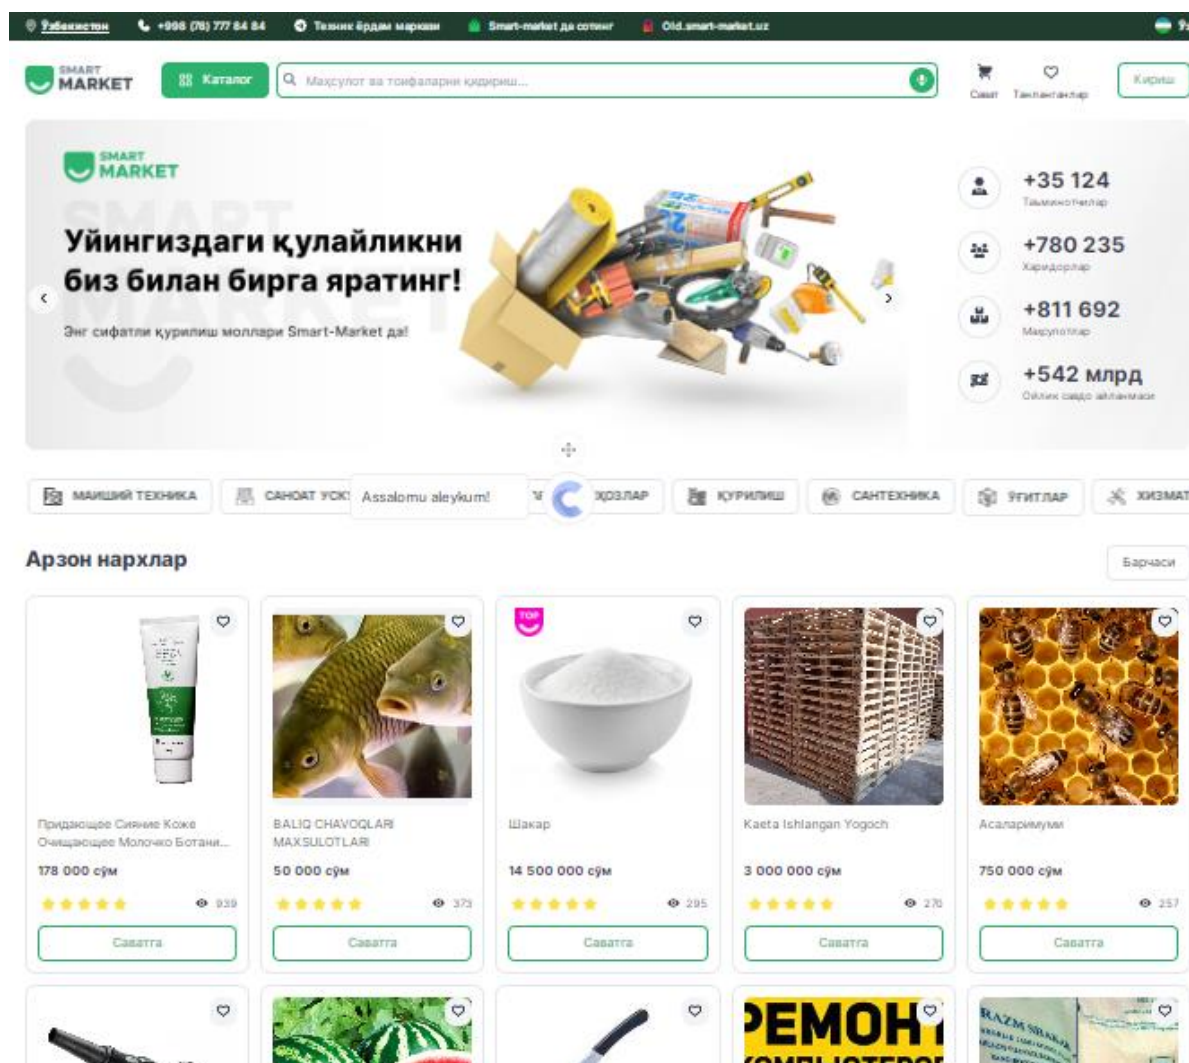 Ўзбекистон +998 (78) 777 84 84 Техник ёрдам маркази Smart-market да сотинг Old.smart-market.uz
SMART
MARKET
Каталог
Маҳсулот ва тоифаларни қидириш...
Сават
Танланганлар
Кириш
SMART
MARKET
Уйингиздаги қулайликни
биз билан бирга яратинг!
Энг сифатли қурилиш моллари Smart-Market да!
+35 124
Таъминотчилар
+780 235
Харидорлар
+811 692
Маҳсулотлар
+542 млрд
Ойлик савдо айланмаси
МАИШИЙ ТЕХНИКА
САНОАТ УСК
Assalomu aleykum!
ҲОЗЛАР
ҚУРИЛИШ
САНТЕХНИКА
ЎҒИТЛАР
ХИЗМАТ
Арзон нархлар
Барчаси
Придающее Сияние Коже
Очищающее Молочко Ботани...
178 000 сўм
939
Саватга
BALIQ CHAVOQLARI
MAXSULOTLARI
50 000 сўм
373
Саватга
TOP
Шакар
14 500 000 сўм
295
Саватга
Kaeta Ishlangan Yogoch
3 000 000 сўм
270
Саватга
Асаларимуми
750 000 сўм
257
Саватга
РЕМОН
КОМПЬЮТЕРОВ
RAZM SHAKAR